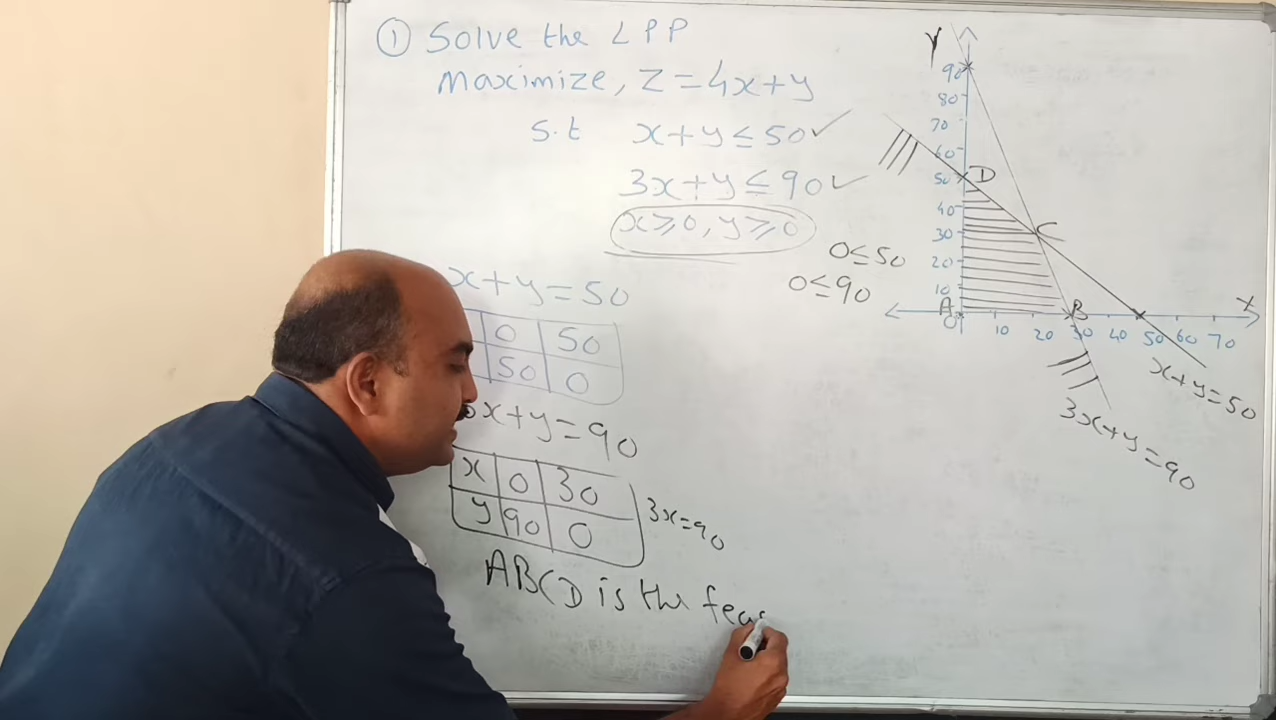 ① Solve the LPP
Maximize, Z = 4x+y
s.t x+y ≤ 50 ✓
3x+y ≤ 90 ✓
x ≥ 0, y ≥ 0
0 ≤ 50
0 ≤ 90
x+y = 50
0 50
50 0
x+y = 90
x 0 30
y 90 0
3x = 90
ABCD is the feas
Y
90
80
70
60
50 D
40
30 C
20
10
A B
0 10 20 30 40 50 60 70 X
x+y=50
3x+y=90